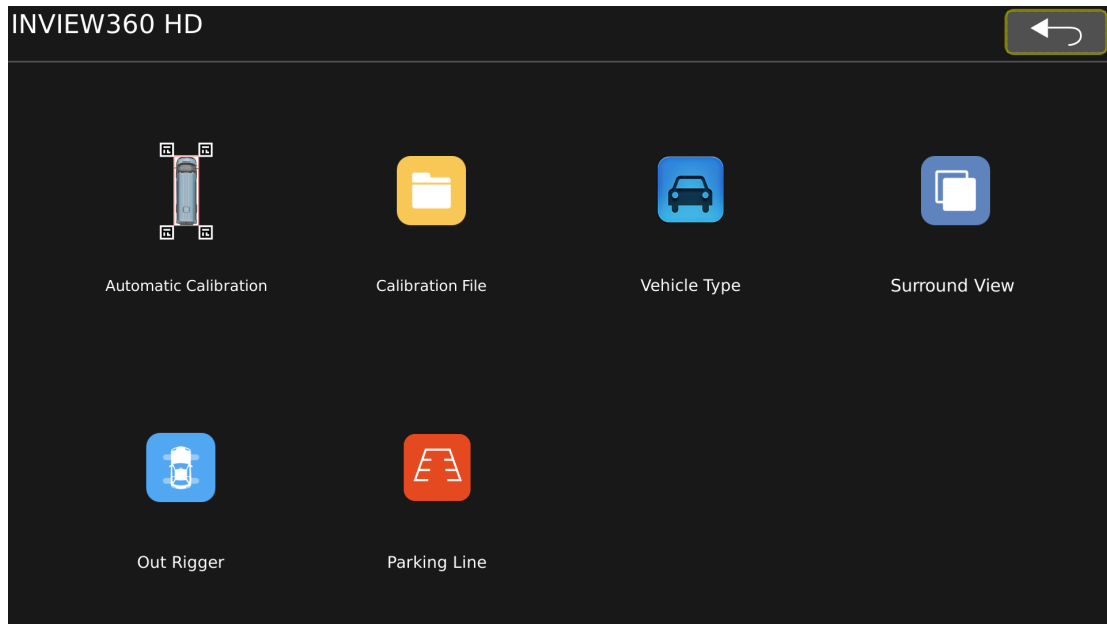 INVIEW360 HD
Automatic Calibration
Calibration File
Vehicle Type
Surround View
Out Rigger
Parking Line